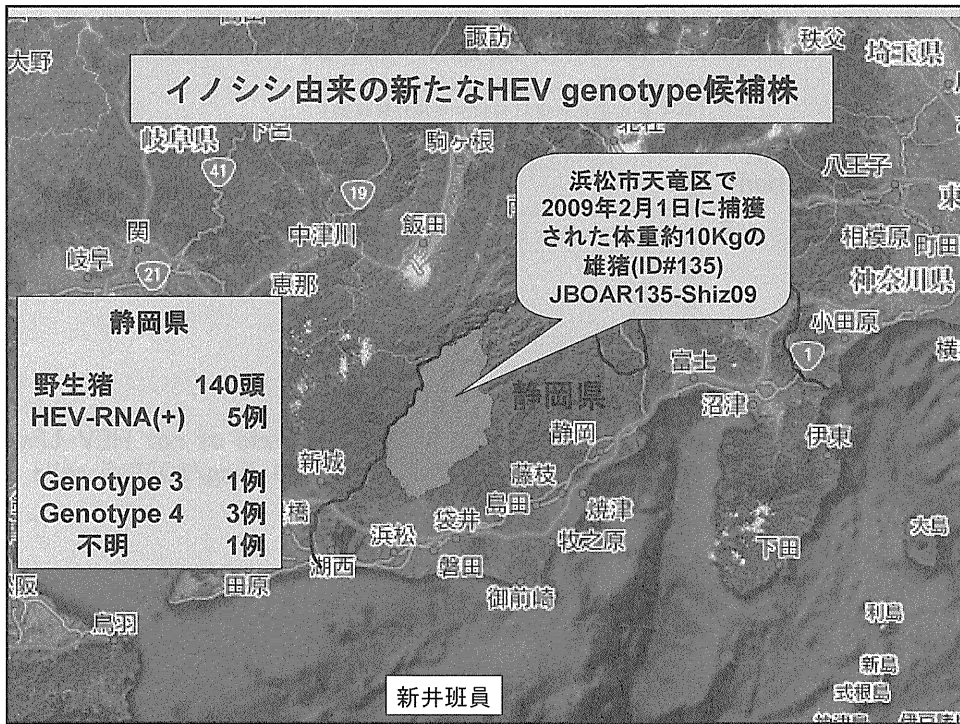 諏訪
秩父
埼玉県
大野
イノシシ由来の新たなHEV genotype候補株
岐阜県
下呂
駒ヶ根
北杜
八王子
41
19
浜松市天竜区で
2009年2月1日に捕獲
された体重約10Kgの
雄猪(ID#135)
JBOAR135-Shiz09
関
中津川
飯田
相模原
町田
岐阜
21
恵那
神奈川県
小田原
静岡県
野生猪 140頭
HEV-RNA(+) 5例
Genotype 3 1例
Genotype 4 3例
不明 1例
1
富士
沼津
静岡県
静岡
伊東
新城
藤枝
島田
焼津
袋井
浜松
牧之原
大島
湖西
磐田
下田
田原
御前崎
鳥羽
利島
新島
式根島
新井班員